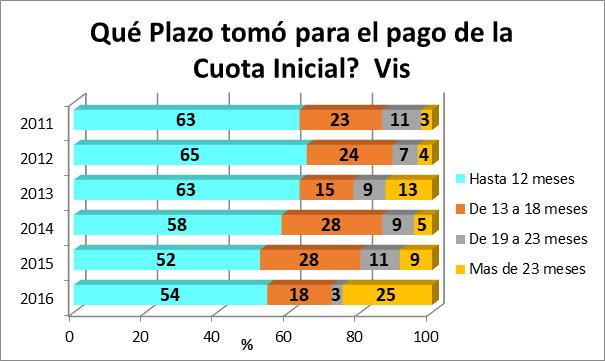 Qué Plazo tomó para el pago de la
Cuota Inicial?  Vis
2011 63 23 11 3
2012 65 24 7 4
2013 63 15 9 13
2014 58 28 9 5
2015 52 28 11 9
2016 54 18 3 25
0 20 40 60 80 100
%
Hasta 12 meses
De 13 a 18 meses
De 19 a 23 meses
Mas de 23 meses